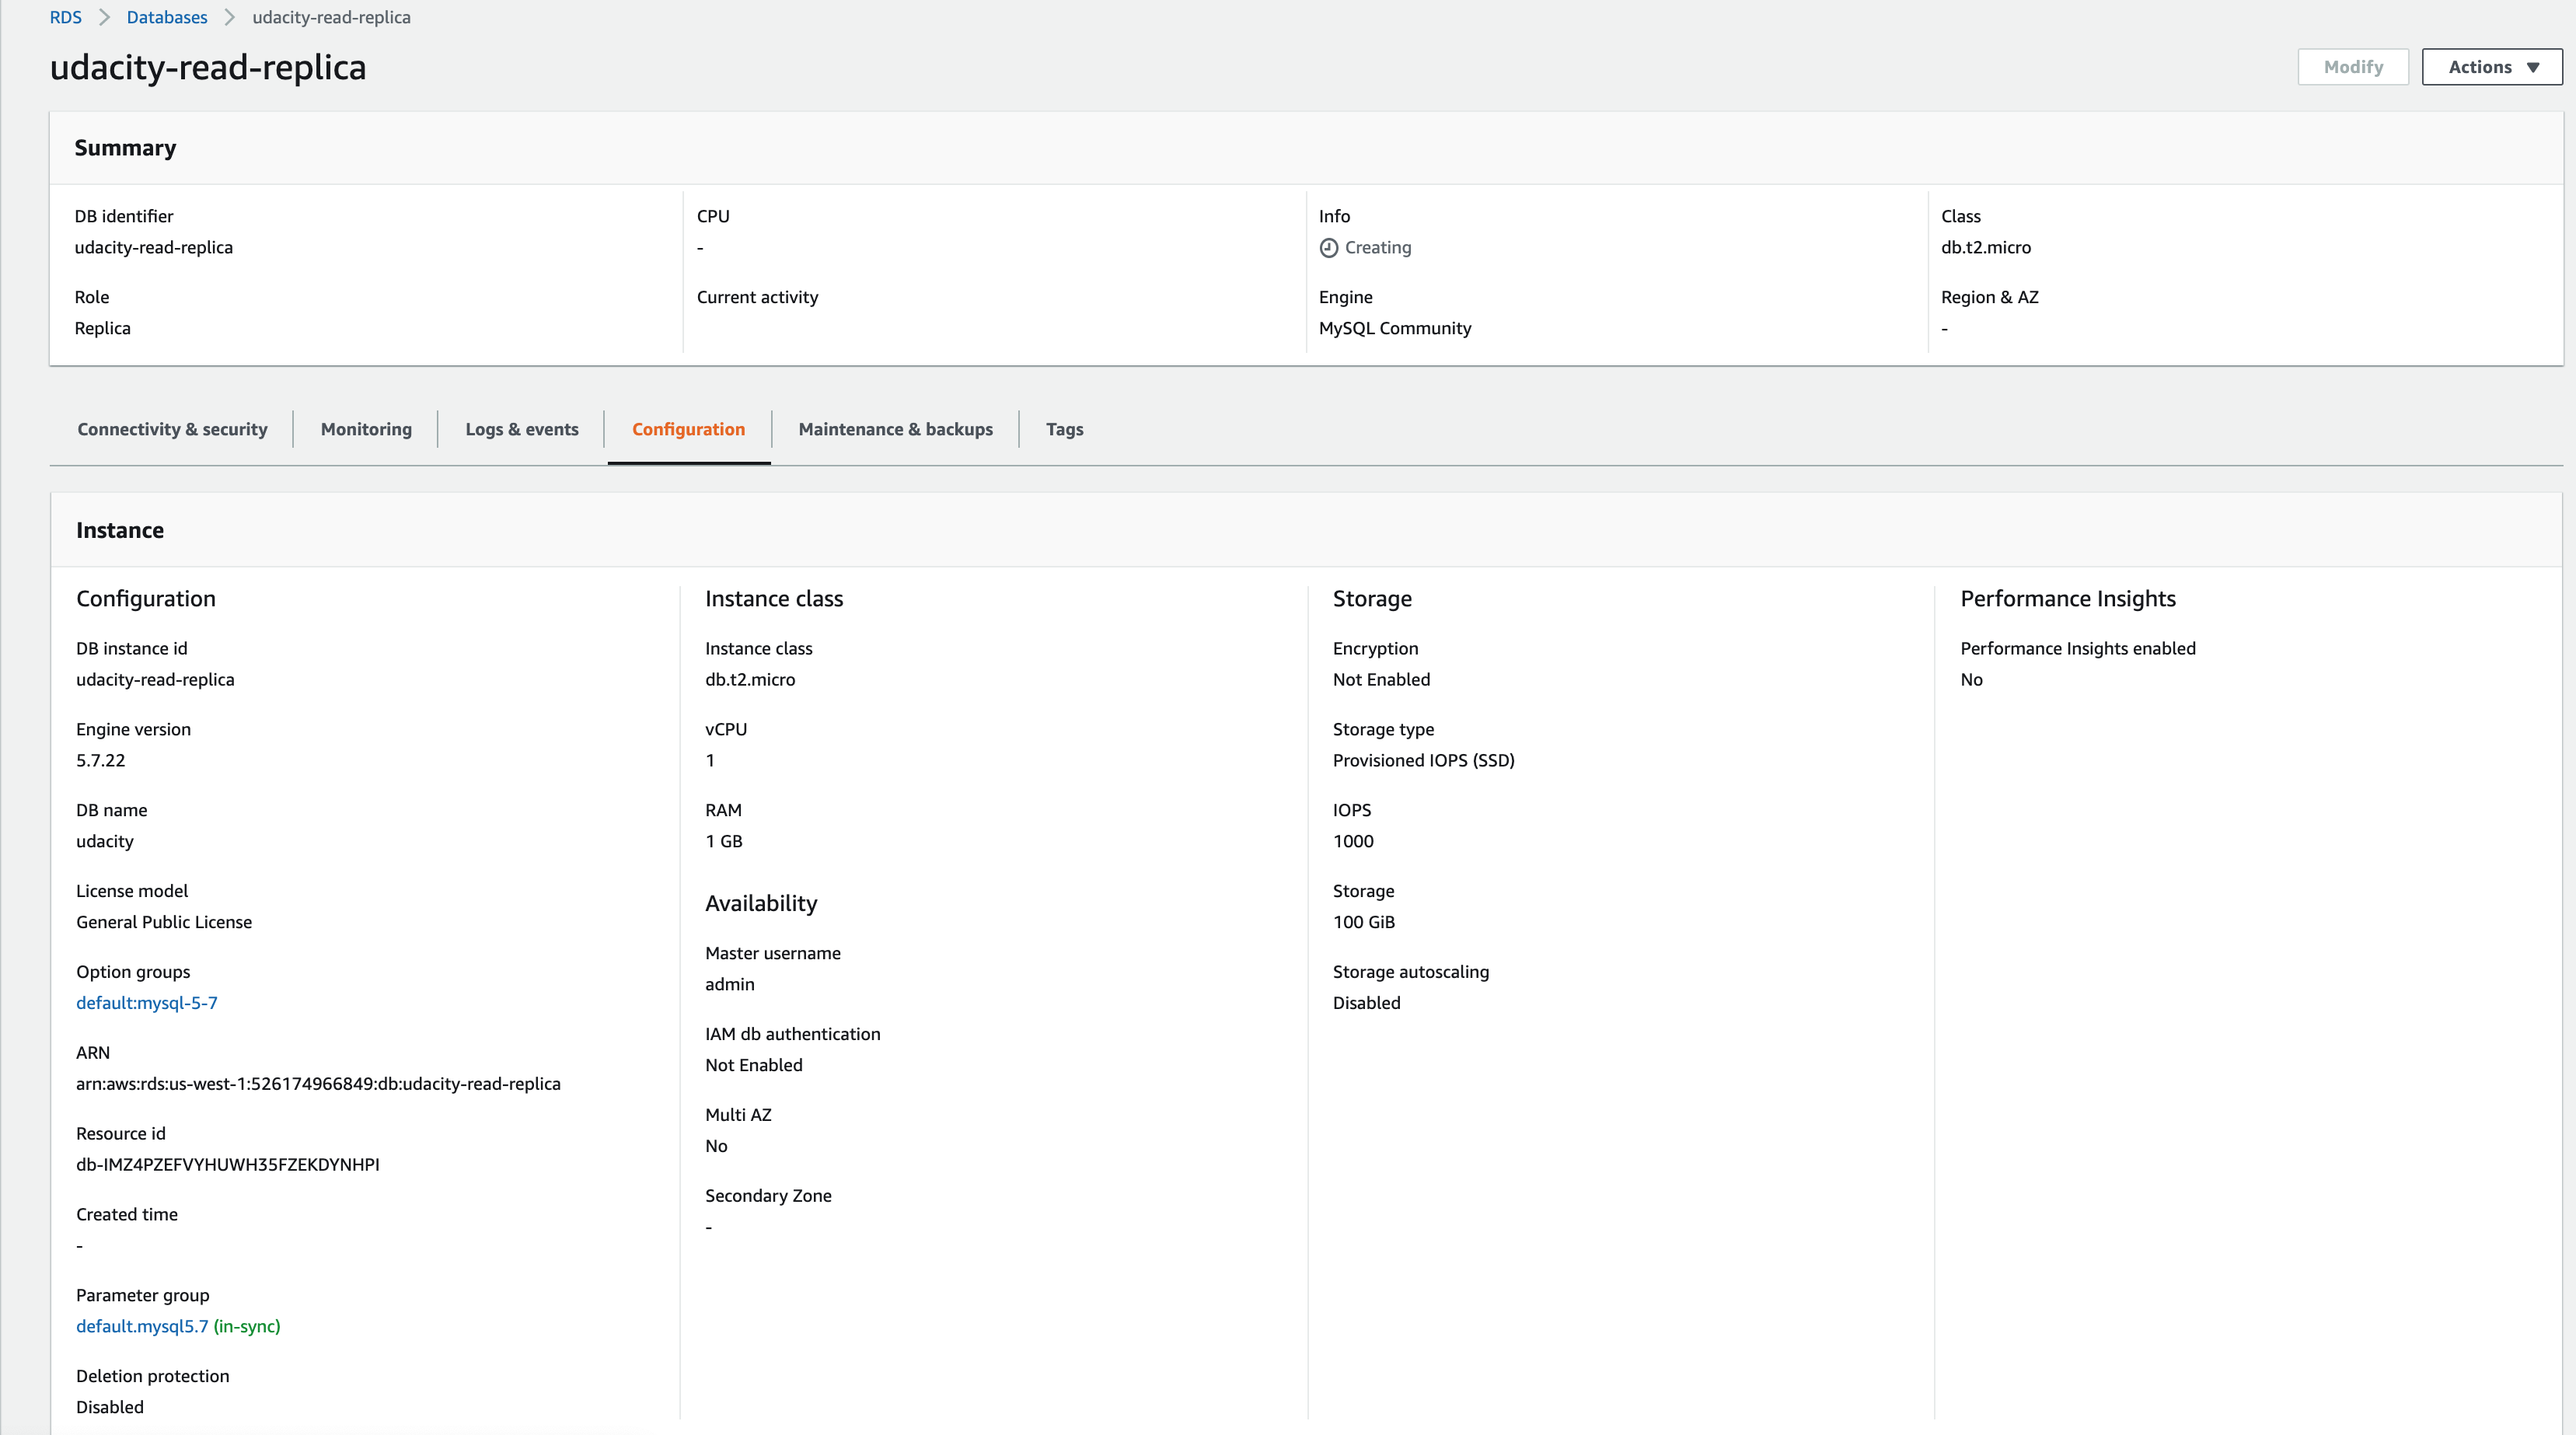 RDS > Databases > udacity-read-replica
udacity-read-replica
Modify
Actions ▼
Summary
DB identifier
udacity-read-replica
Role
Replica
CPU
-
Current activity
Info
Creating
Engine
MySQL Community
Class
db.t2.micro
Region & AZ
-
Connectivity & security
Monitoring
Logs & events
Configuration
Maintenance & backups
Tags
Instance
Configuration
DB instance id
udacity-read-replica
Engine version
5.7.22
DB name
udacity
License model
General Public License
Option groups
default:mysql-5-7
ARN
arn:aws:rds:us-west-1:526174966849:db:udacity-read-replica
Resource id
db-IMZ4PZEFVYHUWH35FZEKDYNHPI
Created time
-
Parameter group
default.mysql5.7 (in-sync)
Deletion protection
Disabled
Instance class
Instance class
db.t2.micro
vCPU
1
RAM
1 GB
Availability
Master username
admin
IAM db authentication
Not Enabled
Multi AZ
No
Secondary Zone
-
Storage
Encryption
Not Enabled
Storage type
Provisioned IOPS (SSD)
IOPS
1000
Storage
100 GiB
Storage autoscaling
Disabled
Performance Insights
Performance Insights enabled
No